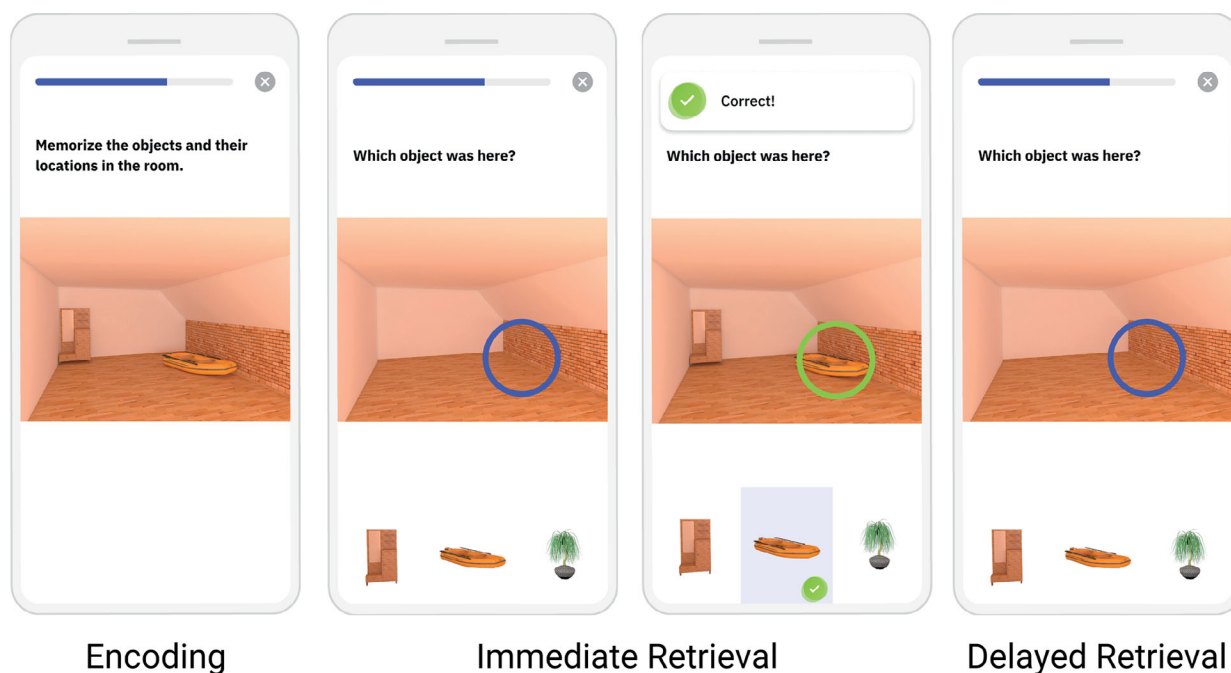 Memorize the objects and their
locations in the room.
Which object was here?
Correct!
Which object was here?
Which object was here?
Encoding
Immediate Retrieval
Delayed Retrieval